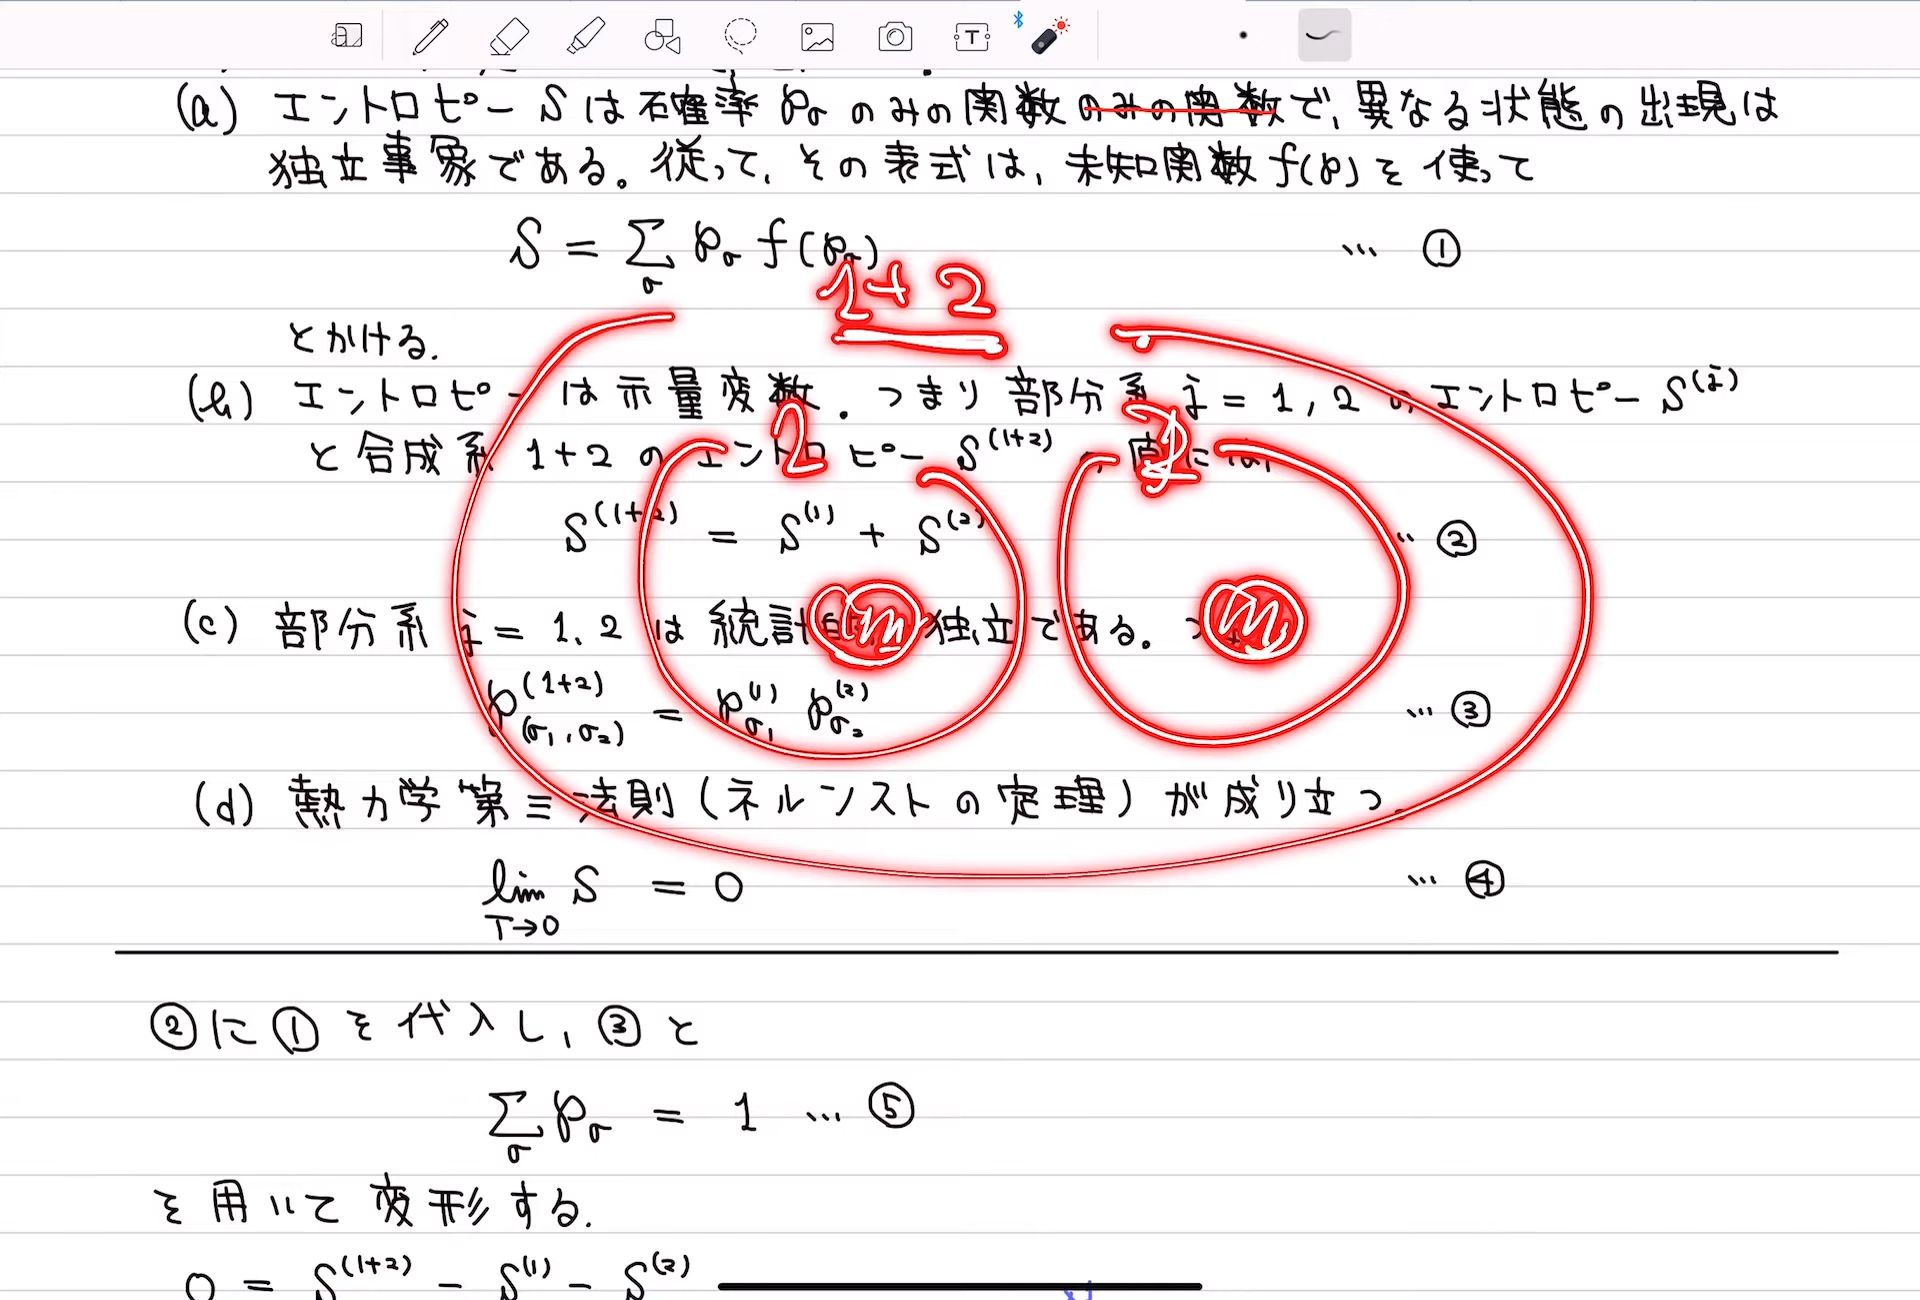 (a) エントロピー S は確率 ℘σ のみの関数のみの関数で、異なる状態の出現は
独立事象である。従って、その表式は、未知関数 f(℘) を使って
S = Σσ ℘σ f(℘σ) … ①
1+2
とかける.
(b) エントロピーは示量変数. つまり部分系 j = 1, 2 のエントロピー S^(j)
と合成系 1+2 のエントロピー S^(1+2) の間には,
2
S^(1+2) = S^(1) + S^(2) … ②
(c) 部分系 j = 1, 2 は統計的 独立である.
m
m
℘^(1+2)_(σ₁, σ₂) = ℘^(1)_σ₁ ℘^(2)_σ₂ … ③
(d) 熱力学第三法則 (ネルンストの定理) が成り立つ。
lim_{T→0} S = 0 … ④
②に①を代入し, ③と
Σσ ℘σ = 1 … ⑤
を用いて変形する.
0 = S^(1+2) − S^(1) − S^(2)
T